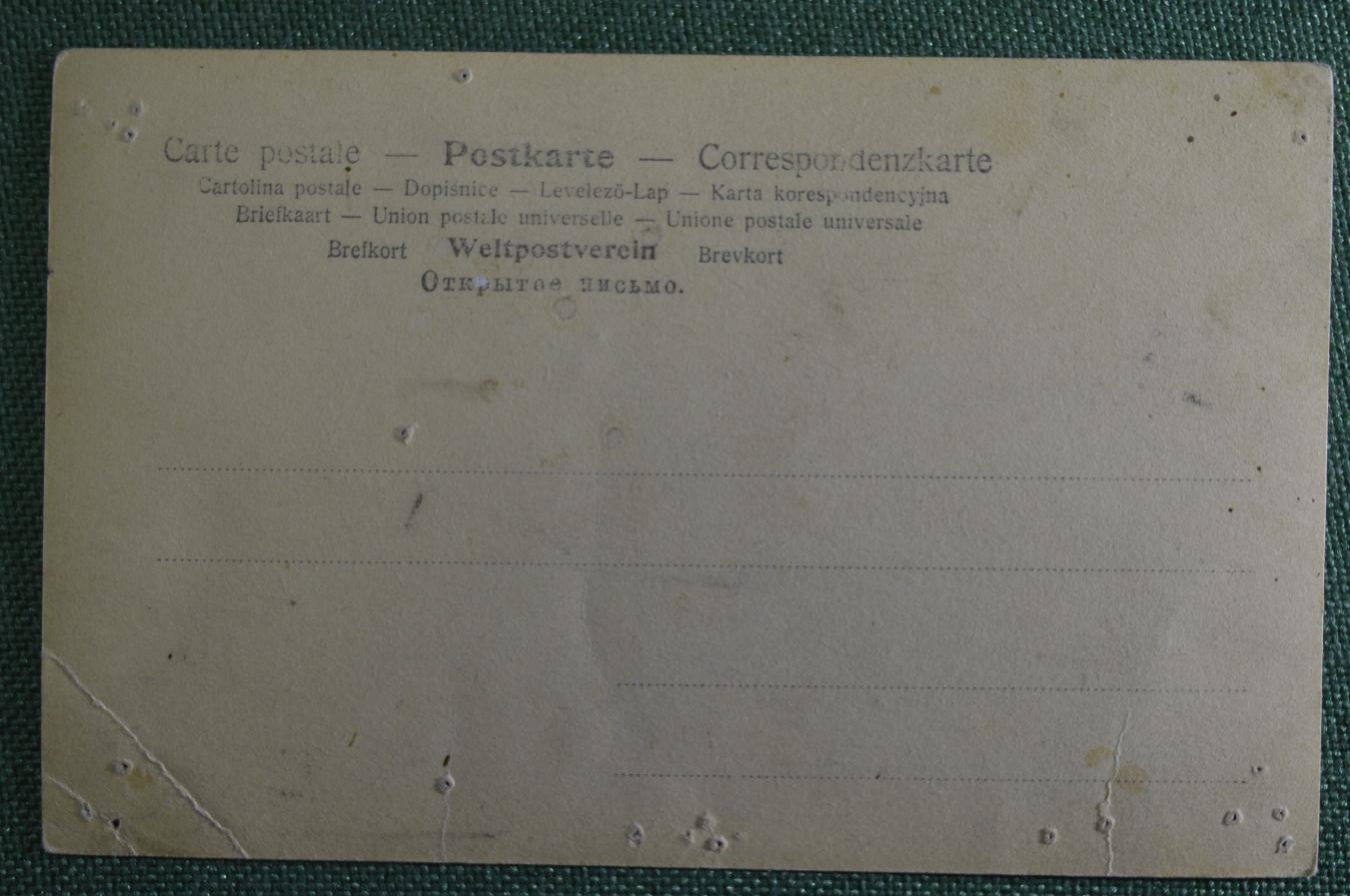 Carte postale — Postkarte — Correspondenzkarte
Cartolina postale — Dopisnice — Levelező-Lap — Karta korespondencyjna
Briefkaart — Union postale universelle — Unione postale universale
Brefkort Weltpostverein Brevkort
Открытое письмо.